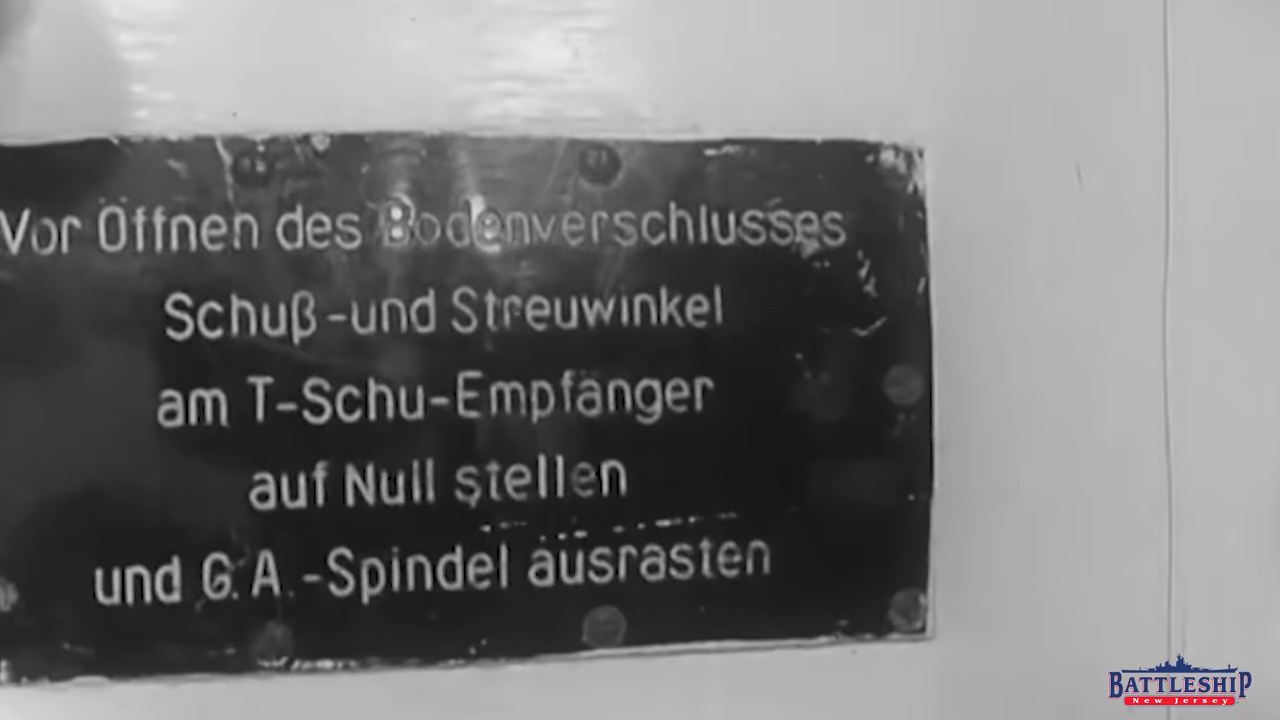 Vor Öffnen des Bodenverschlusses
Schuß-und Streuwinkel
am T-Schu-Empfänger
auf Null stellen
und G.A.-Spindel ausrasten
BATTLESHIP
New Jersey